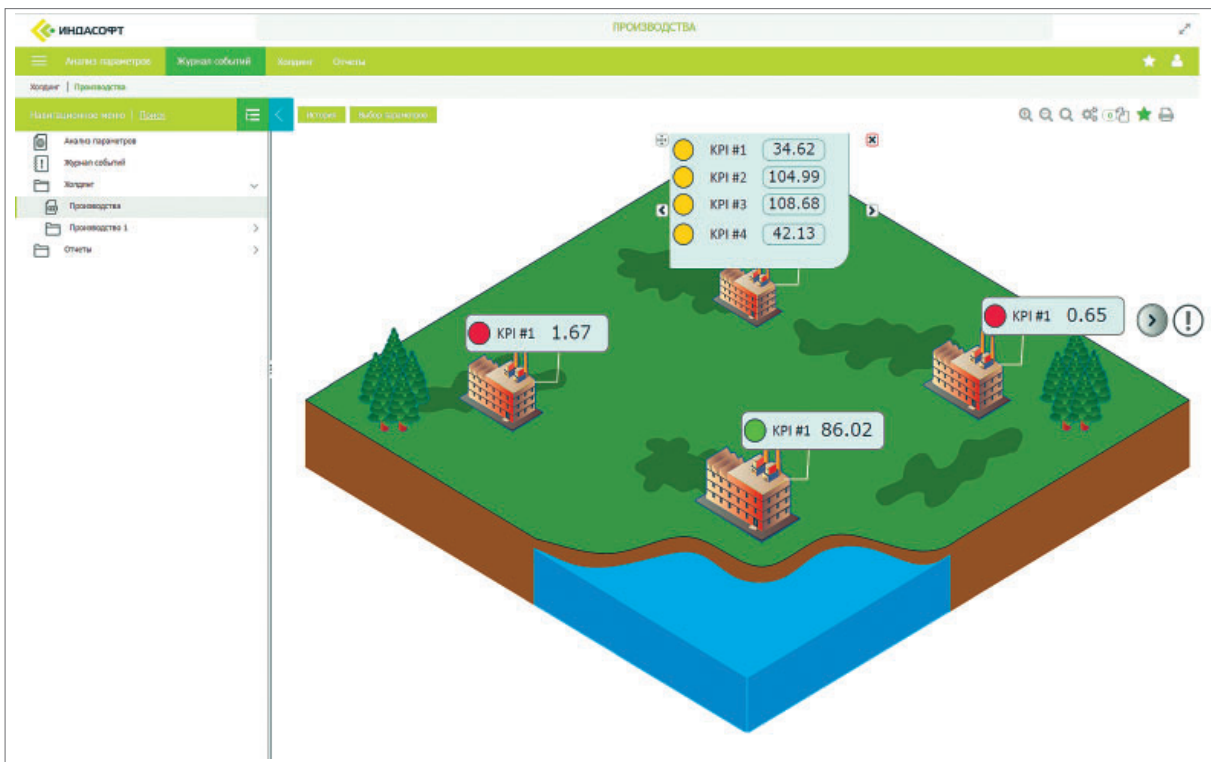 ИНДАСОФТ
ПРОИЗВОДСТВА
Анализ параметров Журнал событий Холдинг Отчеты
Холдинг | Производства
Навигационное меню | Поиск
История Выбор параметров
Анализ параметров
Журнал событий
Холдинг
Производства
Производство 1
Отчеты
KPI #1 34.62
KPI #2 104.99
KPI #3 108.68
KPI #4 42.13
KPI #1 1.67
KPI #1 0.65
KPI #1 86.02